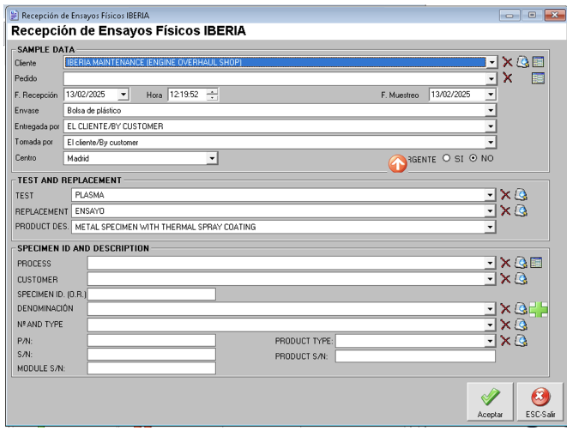 Recepción de Ensayos Físicos IBERIA
Recepción de Ensayos Físicos IBERIA
SAMPLE DATA
Cliente IBERIA MAINTENANCE (ENGINE OVERHAUL SHOP)
Pedido
F. Recepción 13/02/2025 Hora 12:19:52 F. Muestreo 13/02/2025
Envase Bolsa de plástico
Entregada por EL CLIENTE/BY CUSTOMER
Tomada por El cliente/By customer
Centro Madrid RGENTE SI NO
TEST AND REPLACEMENT
TEST PLASMA
REPLACEMENT ENSAYO
PRODUCT DES. METAL SPECIMEN WITH THERMAL SPRAY COATING
SPECIMEN ID AND DESCRIPTION
PROCESS
CUSTOMER
SPECIMEN ID. (O.R.)
DENOMINACIÓN
Nº AND TYPE
P/N: PRODUCT TYPE:
S/N: PRODUCT S/N:
MODULE S/N:
Aceptar ESC-Salir